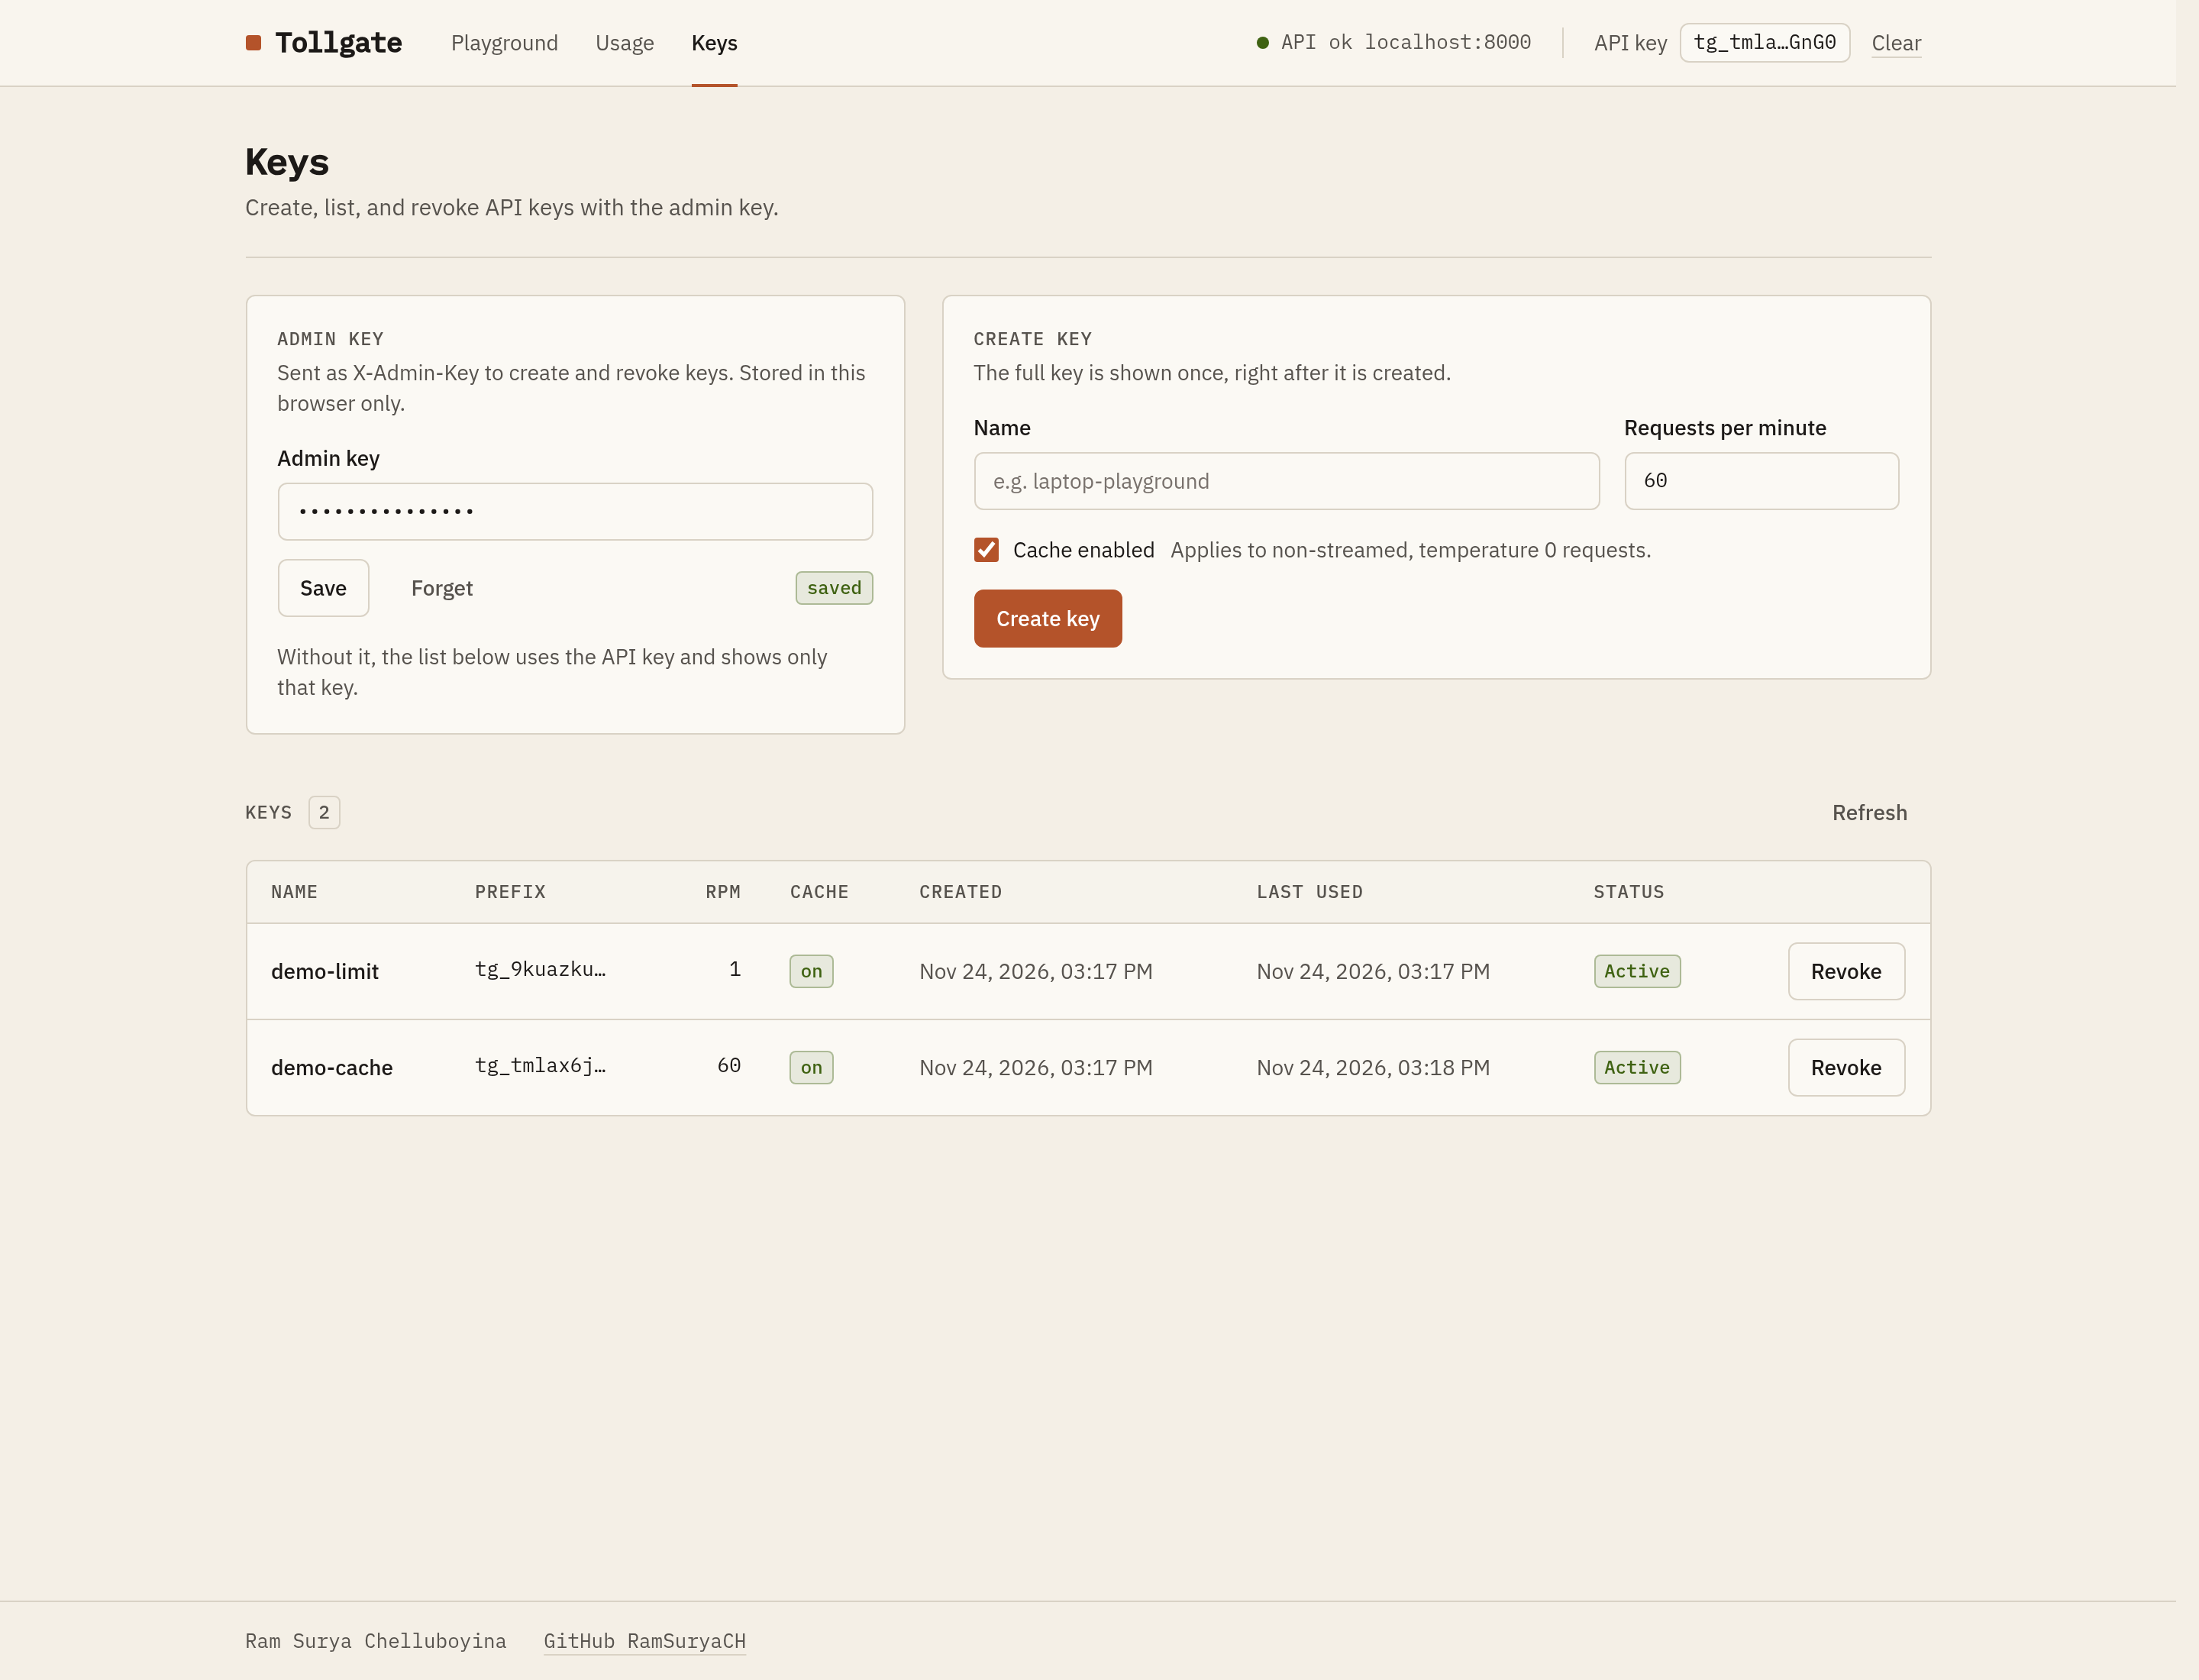 Tollgate Playground Usage Keys API ok localhost:8000 API key tg_tmla…GnG0 Clear
Keys
Create, list, and revoke API keys with the admin key.
ADMIN KEY
Sent as X-Admin-Key to create and revoke keys. Stored in this
browser only.
Admin key
•••••••••••••••
Save Forget saved
Without it, the list below uses the API key and shows only
that key.
CREATE KEY
The full key is shown once, right after it is created.
Name Requests per minute
e.g. laptop-playground 60
Cache enabled Applies to non-streamed, temperature 0 requests.
Create key
KEYS 2 Refresh
NAME PREFIX RPM CACHE CREATED LAST USED STATUS
demo-limit tg_9kuazku… 1 on Nov 24, 2026, 03:17 PM Nov 24, 2026, 03:17 PM Active Revoke
demo-cache tg_tmlax6j… 60 on Nov 24, 2026, 03:17 PM Nov 24, 2026, 03:18 PM Active Revoke
Ram Surya Chelluboyina GitHub RamSuryaCH